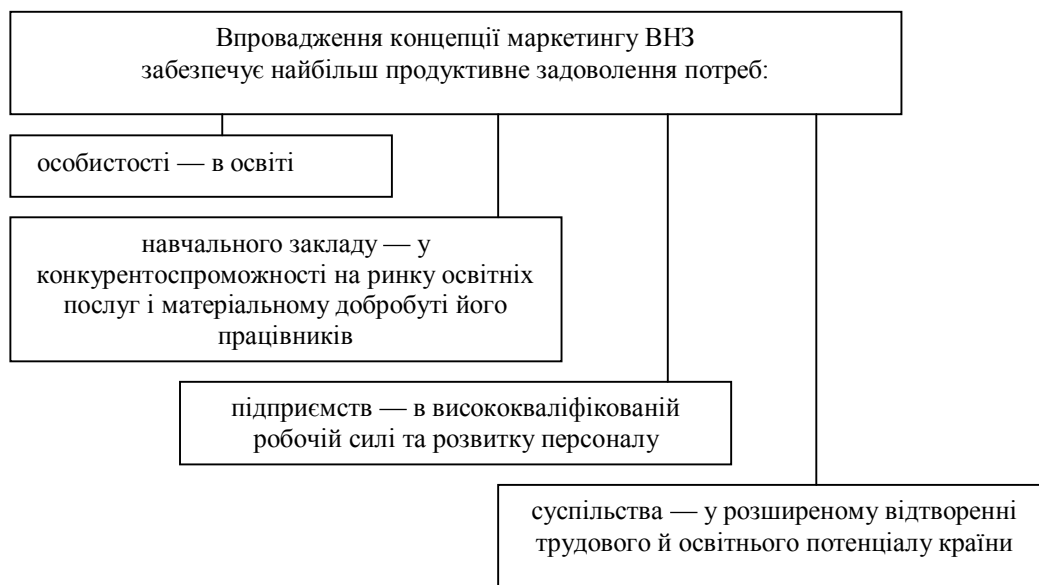 Впровадження концепції маркетингу ВНЗ
забезпечує найбільш продуктивне задоволення потреб:
особистості — в освіті
навчального закладу — у
конкурентоспроможності на ринку освітніх
послуг і матеріальному добробуті його
працівників
підприємств — в висококваліфікованій
робочій силі та розвитку персоналу
суспільства — у розширеному відтворенні
трудового й освітнього потенціалу країни